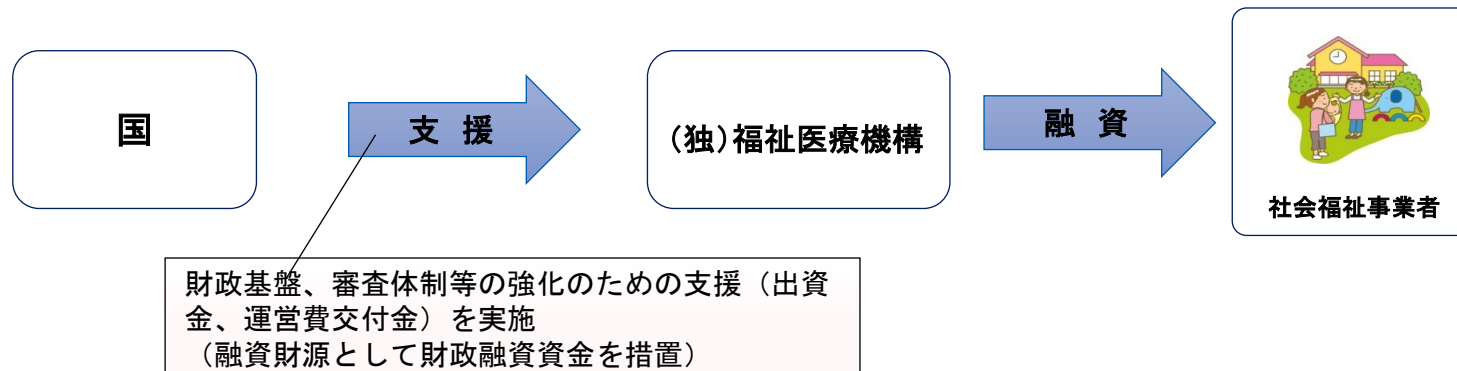 国
支 援
（独）福祉医療機構
融 資
社会福祉事業者
財政基盤、審査体制等の強化のための支援（出資
金、運営費交付金）を実施
（融資財源として財政融資資金を措置）